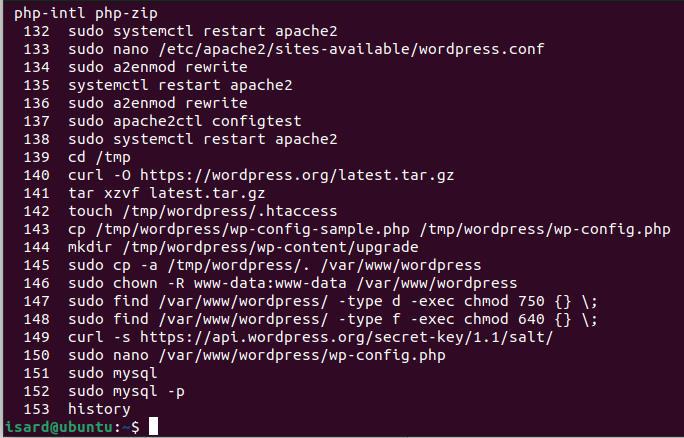 php-intl php-zip
132 sudo systemctl restart apache2
133 sudo nano /etc/apache2/sites-available/wordpress.conf
134 sudo a2enmod rewrite
135 systemctl restart apache2
136 sudo a2enmod rewrite
137 sudo apache2ctl configtest
138 sudo systemctl restart apache2
139 cd /tmp
140 curl -O https://wordpress.org/latest.tar.gz
141 tar xzvf latest.tar.gz
142 touch /tmp/wordpress/.htaccess
143 cp /tmp/wordpress/wp-config-sample.php /tmp/wordpress/wp-config.php
144 mkdir /tmp/wordpress/wp-content/upgrade
145 sudo cp -a /tmp/wordpress/. /var/www/wordpress
146 sudo chown -R www-data:www-data /var/www/wordpress
147 sudo find /var/www/wordpress/ -type d -exec chmod 750 {} \;
148 sudo find /var/www/wordpress/ -type f -exec chmod 640 {} \;
149 curl -s https://api.wordpress.org/secret-key/1.1/salt/
150 sudo nano /var/www/wordpress/wp-config.php
151 sudo mysql
152 sudo mysql -p
153 history
isard@ubuntu:~$